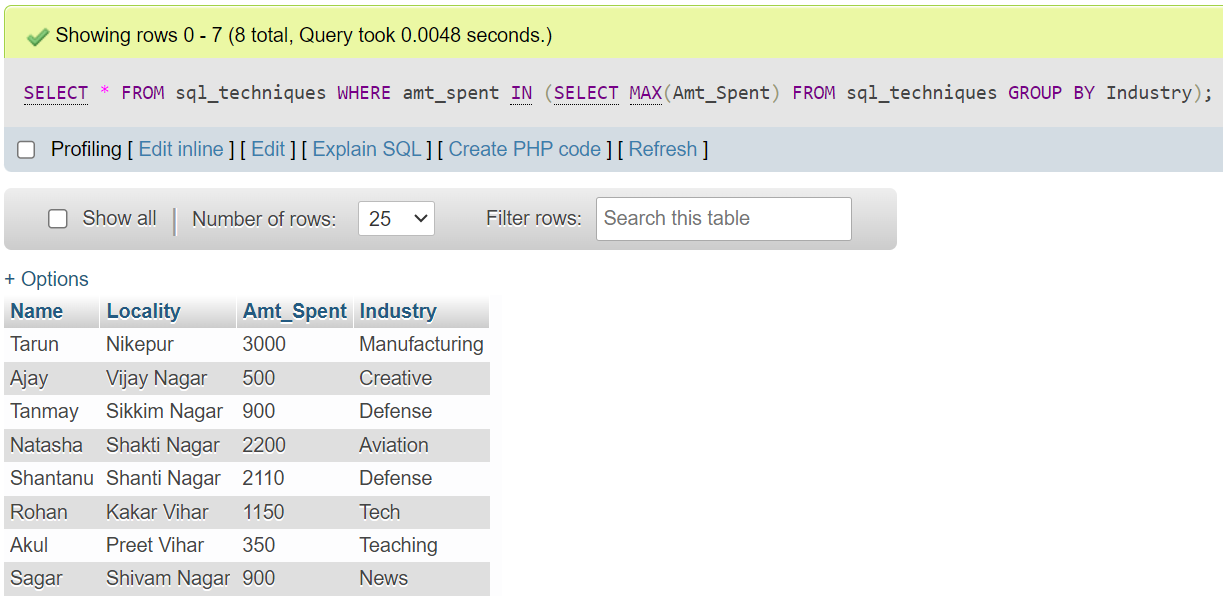 Showing rows 0 - 7 (8 total, Query took 0.0048 seconds.)
SELECT * FROM sql_techniques WHERE amt_spent IN (SELECT MAX(Amt_Spent) FROM sql_techniques GROUP BY Industry);
Profiling [ Edit inline ] [ Edit ] [ Explain SQL ] [ Create PHP code ] [ Refresh ]
Show all | Number of rows: 25 Filter rows: Search this table
+ Options
Name Locality Amt_Spent Industry
Tarun Nikepur 3000 Manufacturing
Ajay Vijay Nagar 500 Creative
Tanmay Sikkim Nagar 900 Defense
Natasha Shakti Nagar 2200 Aviation
Shantanu Shanti Nagar 2110 Defense
Rohan Kakar Vihar 1150 Tech
Akul Preet Vihar 350 Teaching
Sagar Shivam Nagar 900 News